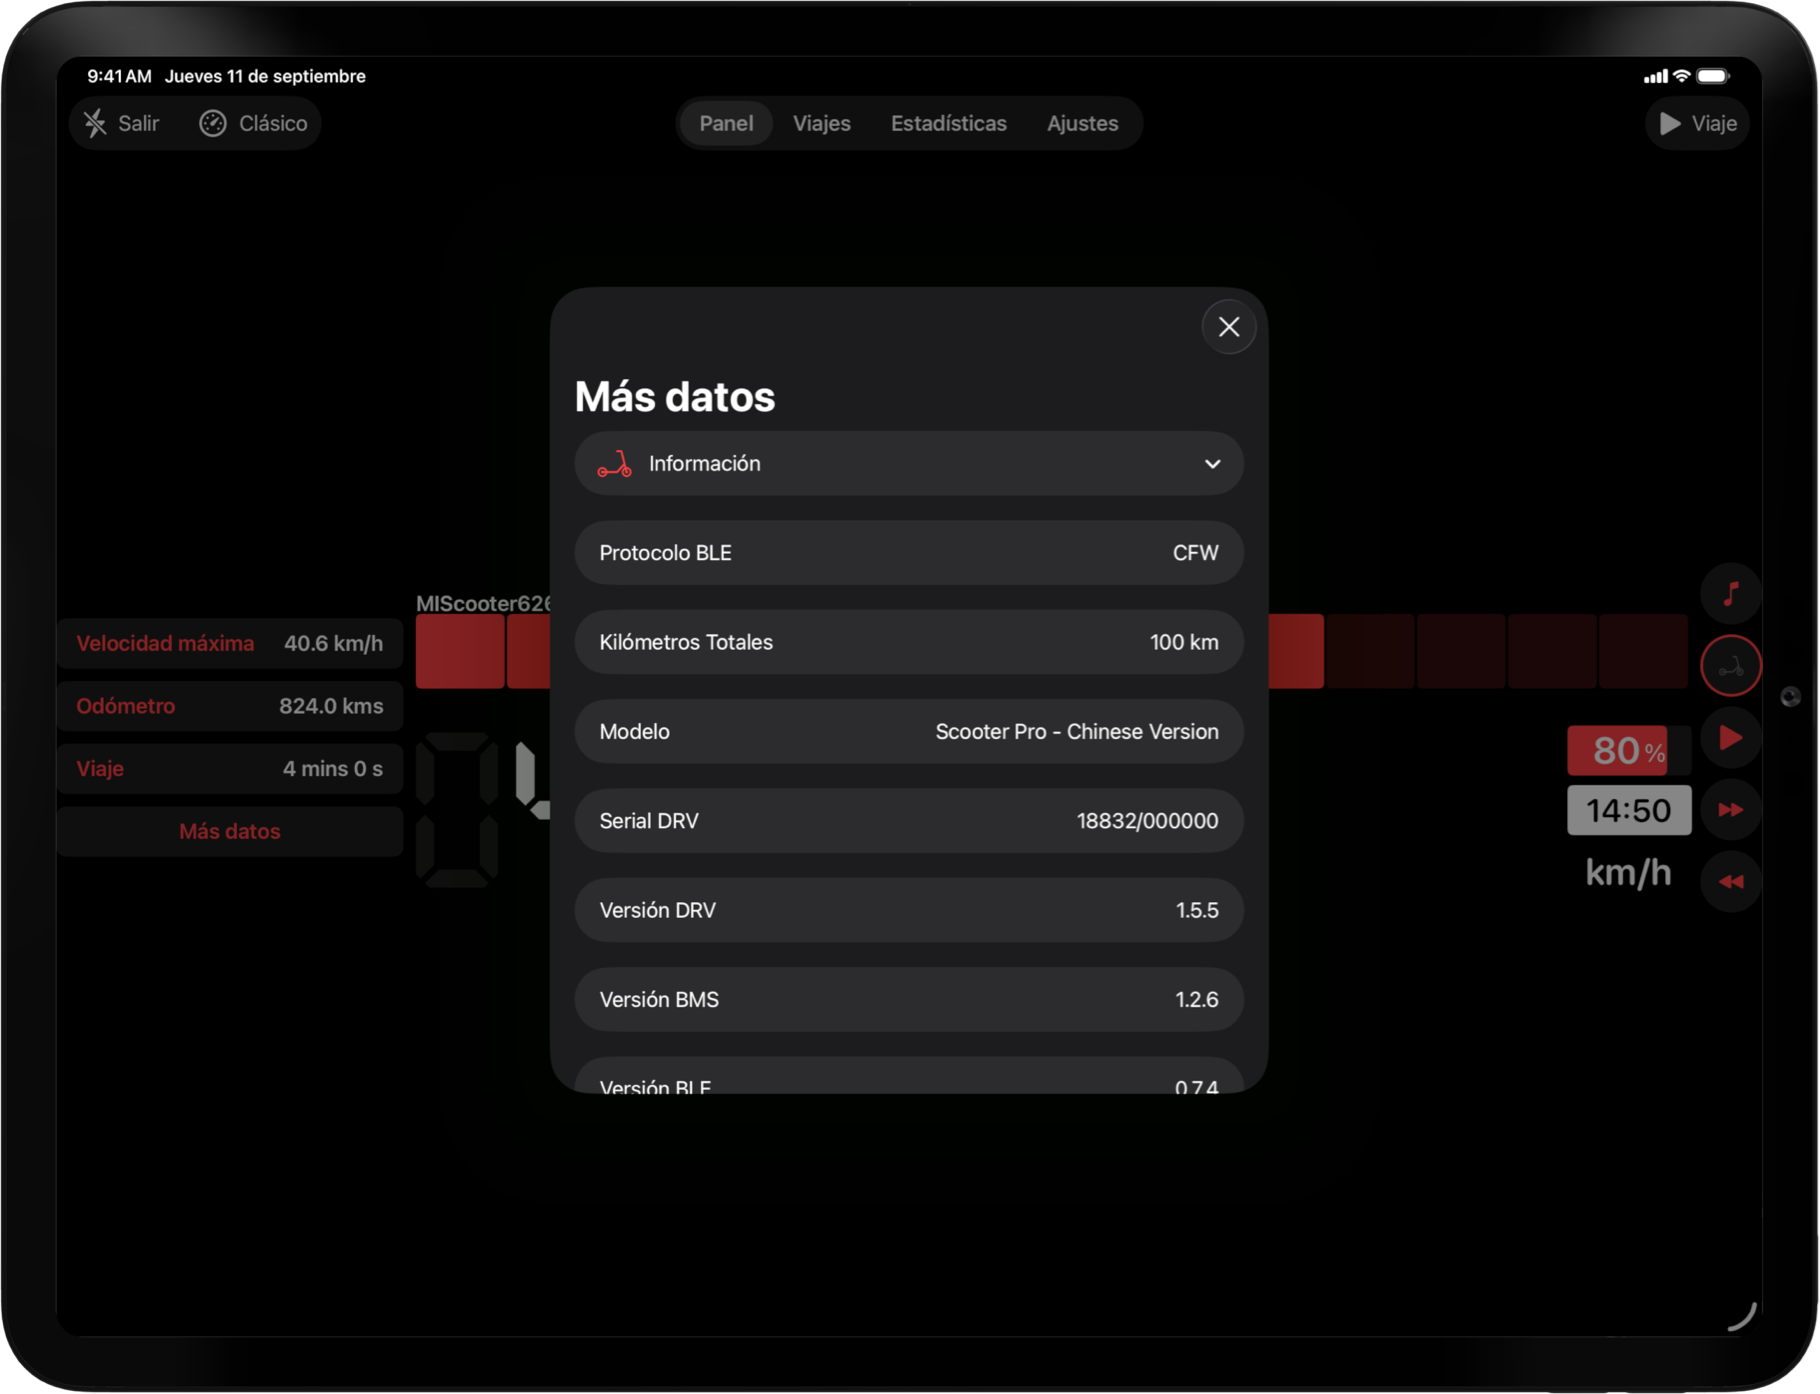 9:41 AM Jueves 11 de septiembre
Salir Clásico Panel Viajes Estadísticas Ajustes Viaje
Más datos
Información
Protocolo BLE CFW
Kilómetros Totales 100 km
Modelo Scooter Pro - Chinese Version
Serial DRV 18832/000000
Versión DRV 1.5.5
Versión BMS 1.2.6
Versión BLE 0.7.4
MIScooter626
Velocidad máxima 40.6 km/h
Odómetro 824.0 kms
Viaje 4 mins 0 s
Más datos
80%
14:50
km/h